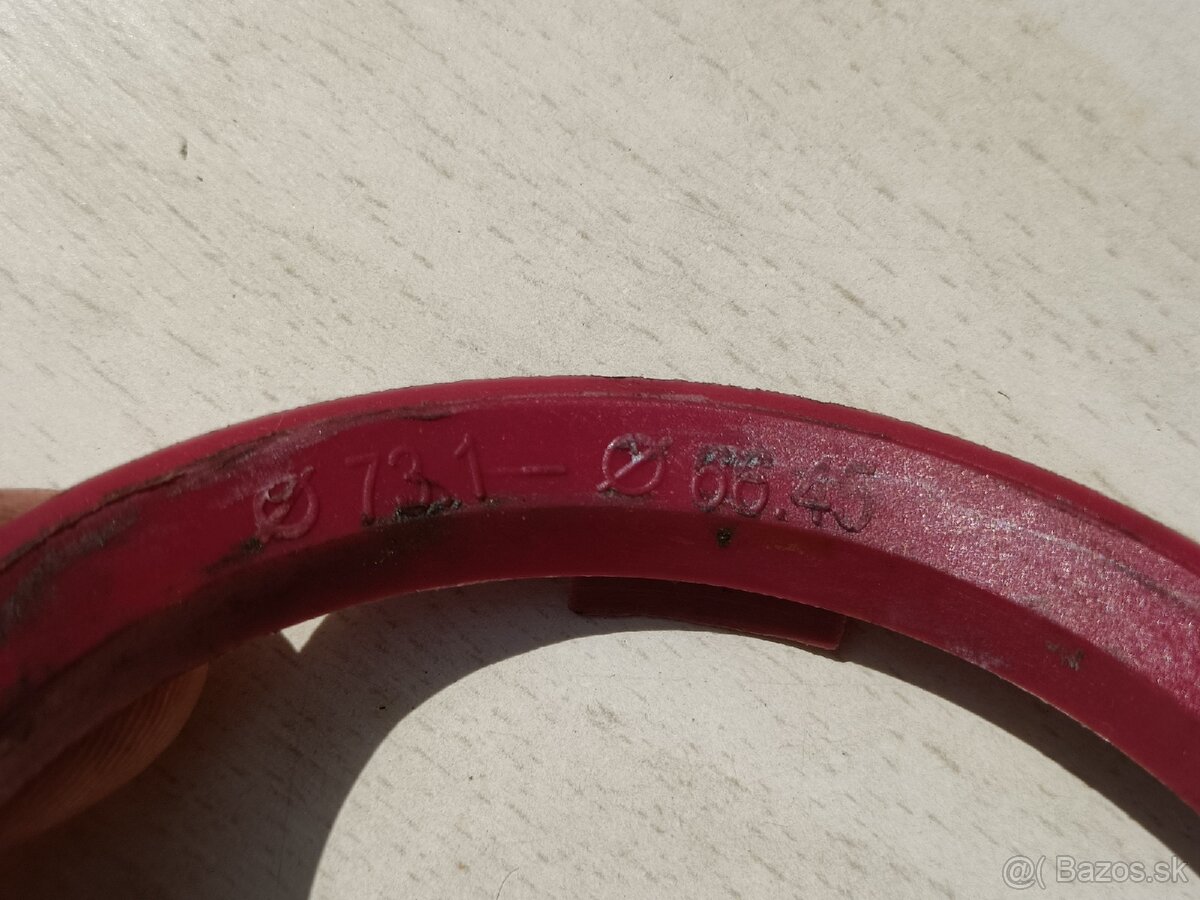 ⌀ 73.1 – ⌀ 66.45
@( Bazos.sk